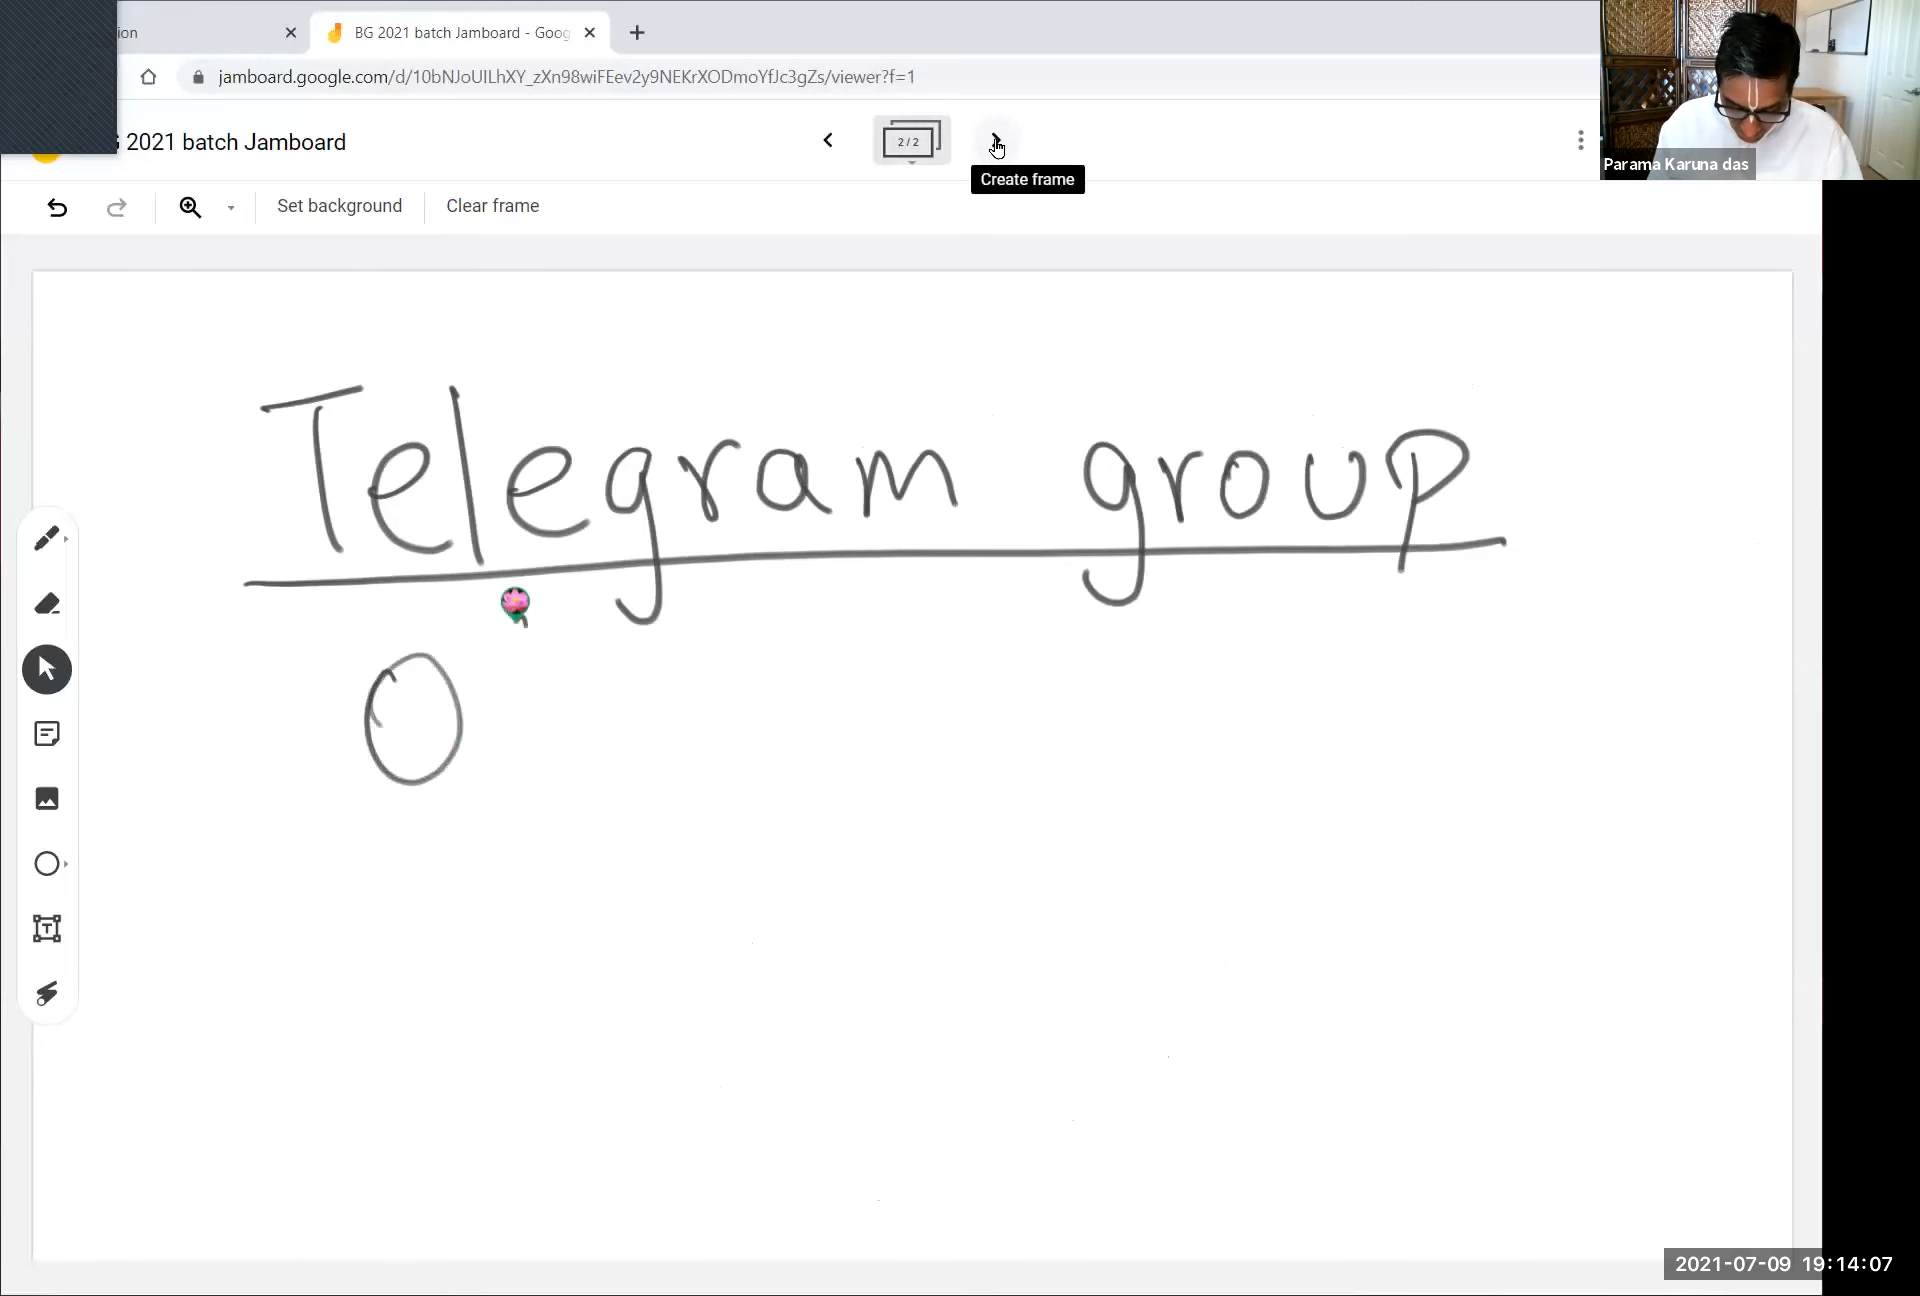 ion
BG 2021 batch Jamboard - Goog
jamboard.google.com/d/10bNJoUILhXY_zXn98wiFEev2y9NEKrXODmoYfJc3gZs/viewer?f=1
2021 batch Jamboard
2 / 2
Create frame
Parama Karuna das
Set background
Clear frame
Telegram group
O
2021-07-09 19:14:07